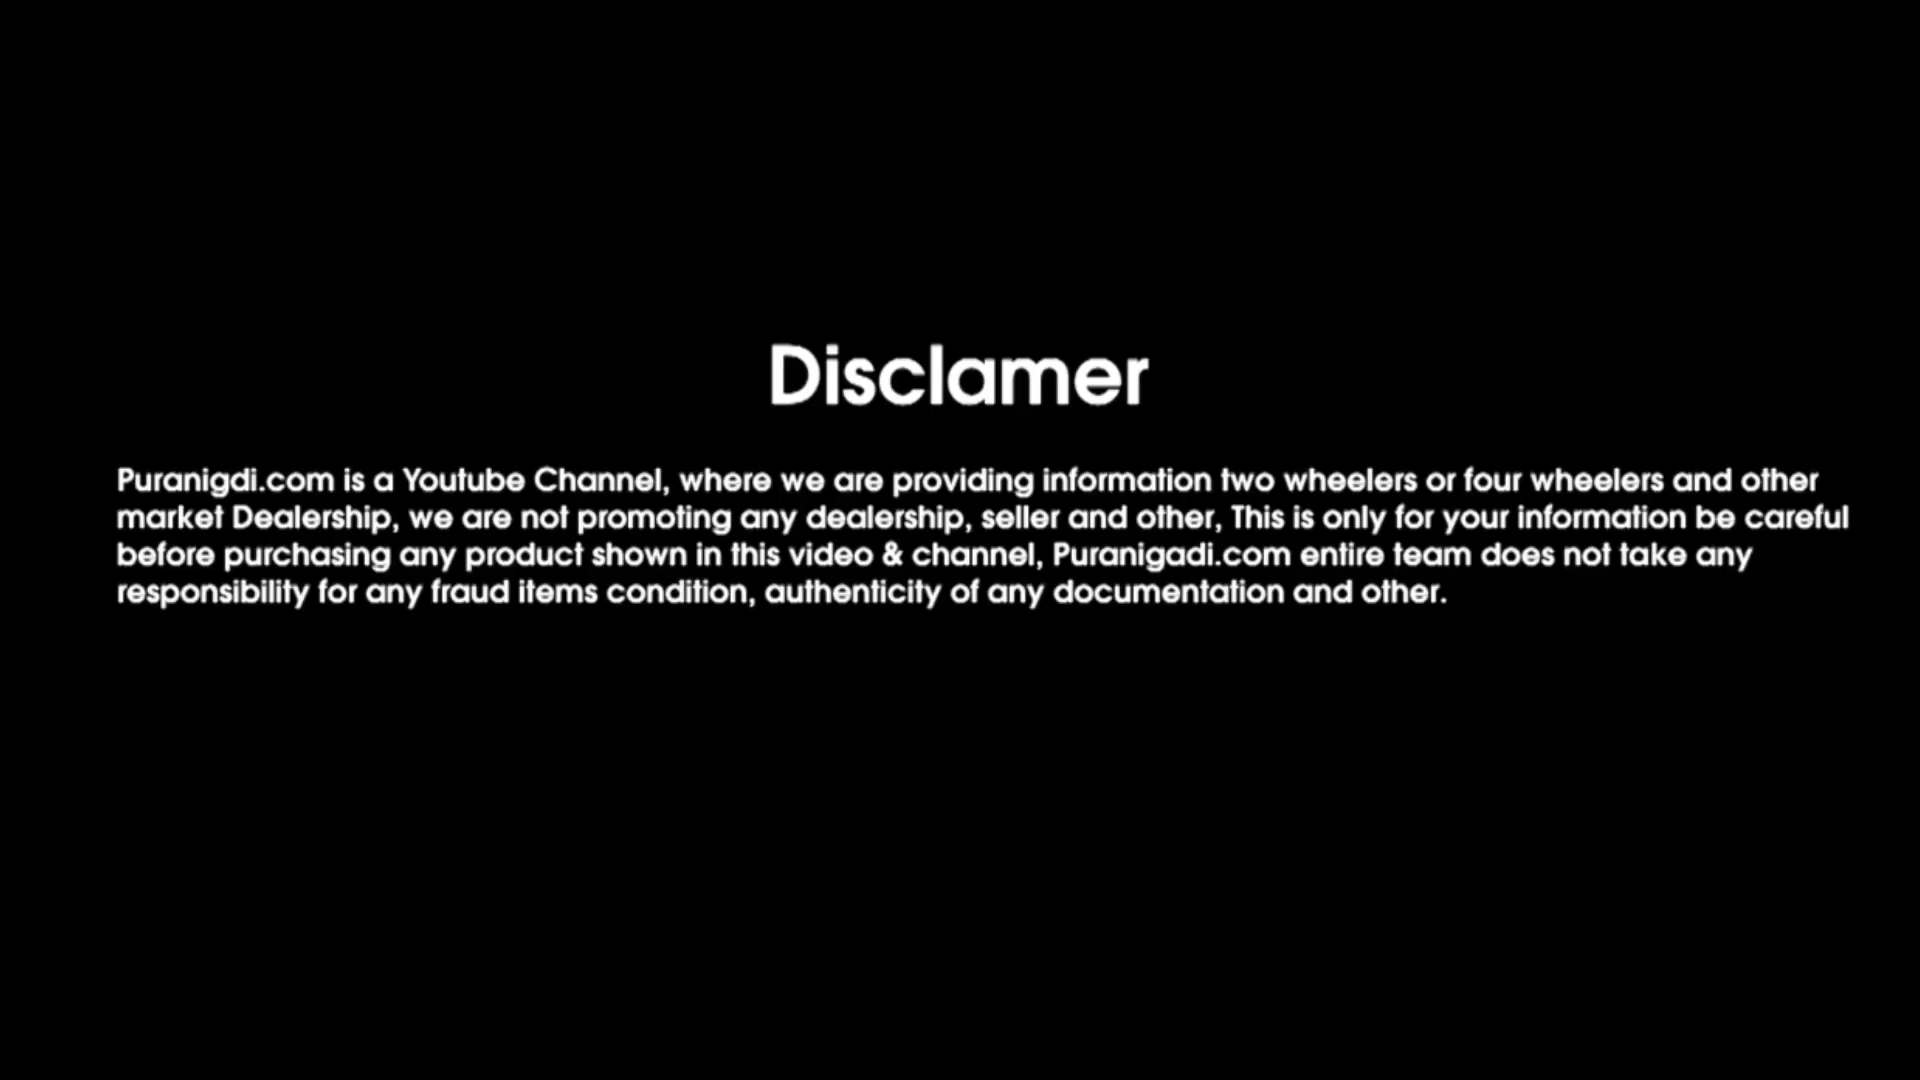 Disclamer
Puranigdi.com is a Youtube Channel, where we are providing information two wheelers or four wheelers and other
market Dealership, we are not promoting any dealership, seller and other, This is only for your information be careful
before purchasing any product shown in this video & channel, Puranigadi.com entire team does not take any
responsibility for any fraud items condition, authenticity of any documentation and other.